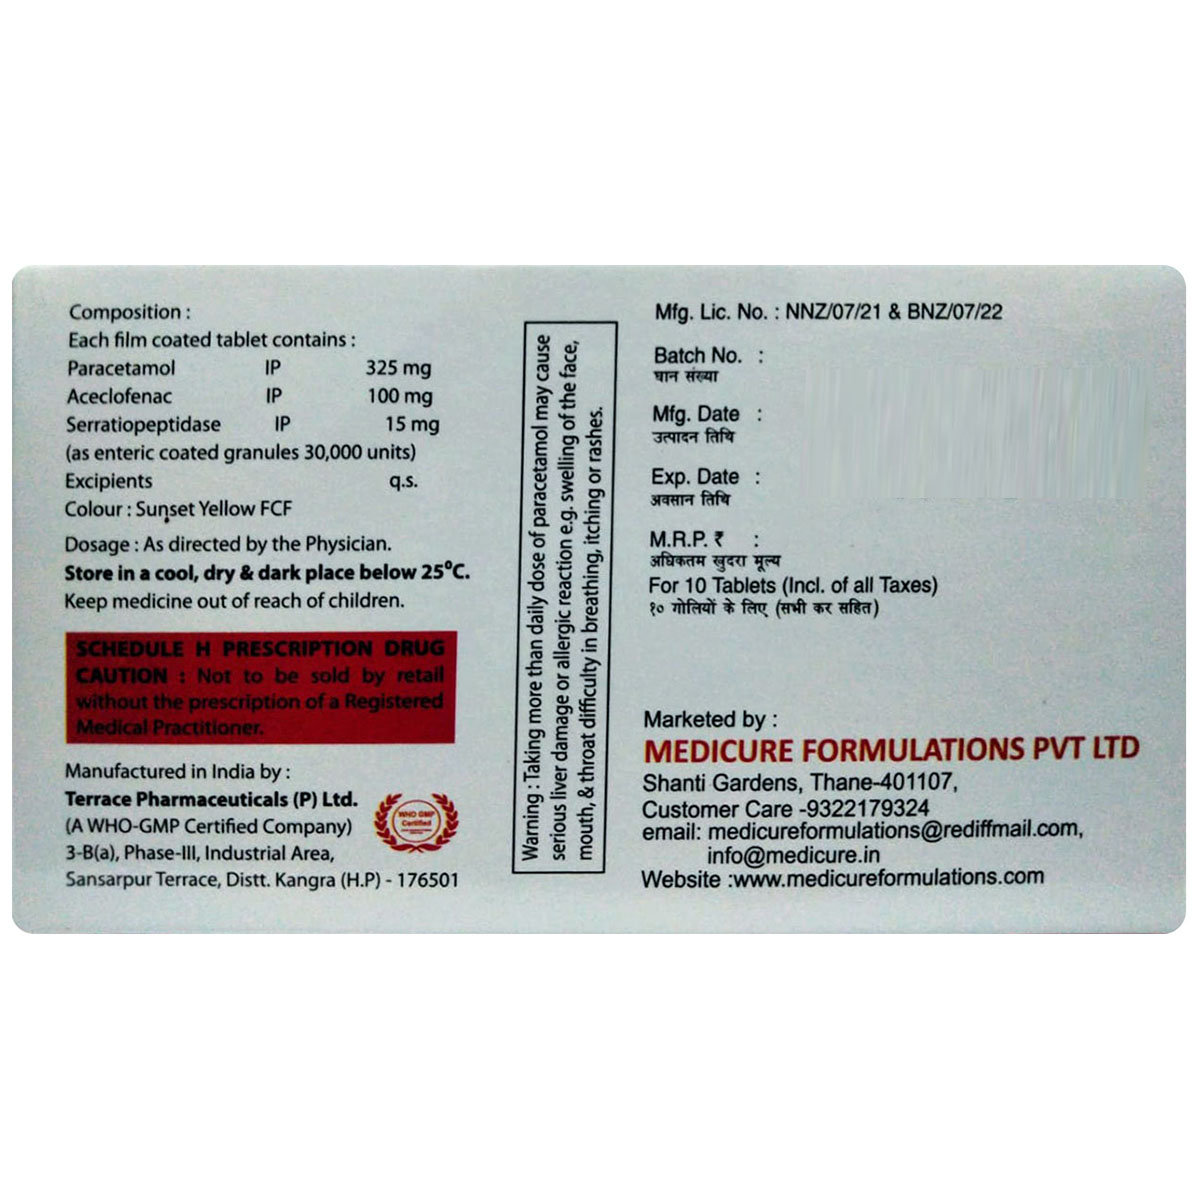 Composition :
Each film coated tablet contains :
Paracetamol IP 325 mg
Aceclofenac IP 100 mg
Serratiopeptidase IP 15 mg
(as enteric coated granules 30,000 units)
Excipients q.s.
Colour : Sunset Yellow FCF
Dosage : As directed by the Physician.
Store in a cool, dry & dark place below 25°C.
Keep medicine out of reach of children.
SCHEDULE H PRESCRIPTION DRUG
CAUTION : Not to be sold by retail
without the prescription of a Registered
Medical Practitioner.
Manufactured in India by :
Terrace Pharmaceuticals (P) Ltd.
(A WHO-GMP Certified Company)
3-B(a), Phase-III, Industrial Area,
Sansarpur Terrace, Distt. Kangra (H.P) - 176501
WHO GMP
Certified
Warning : Taking more than daily dose of paracetamol may cause
serious liver damage or allergic reaction e.g. swelling of the face,
mouth, & throat difficulty in breathing, itching or rashes.
Mfg. Lic. No. : NNZ/07/21 & BNZ/07/22
Batch No. :
घान संख्या
Mfg. Date :
उत्पादन तिथि
Exp. Date :
अवसान तिथि
M.R.P. ₹ :
अधिकतम खुदरा मूल्य
For 10 Tablets (Incl. of all Taxes)
१० गोलियों के लिए (सभी कर सहित)
Marketed by :
MEDICURE FORMULATIONS PVT LTD
Shanti Gardens, Thane-401107,
Customer Care -9322179324
email: medicureformulations@rediffmail.com,
info@medicure.in
Website :www.medicureformulations.com